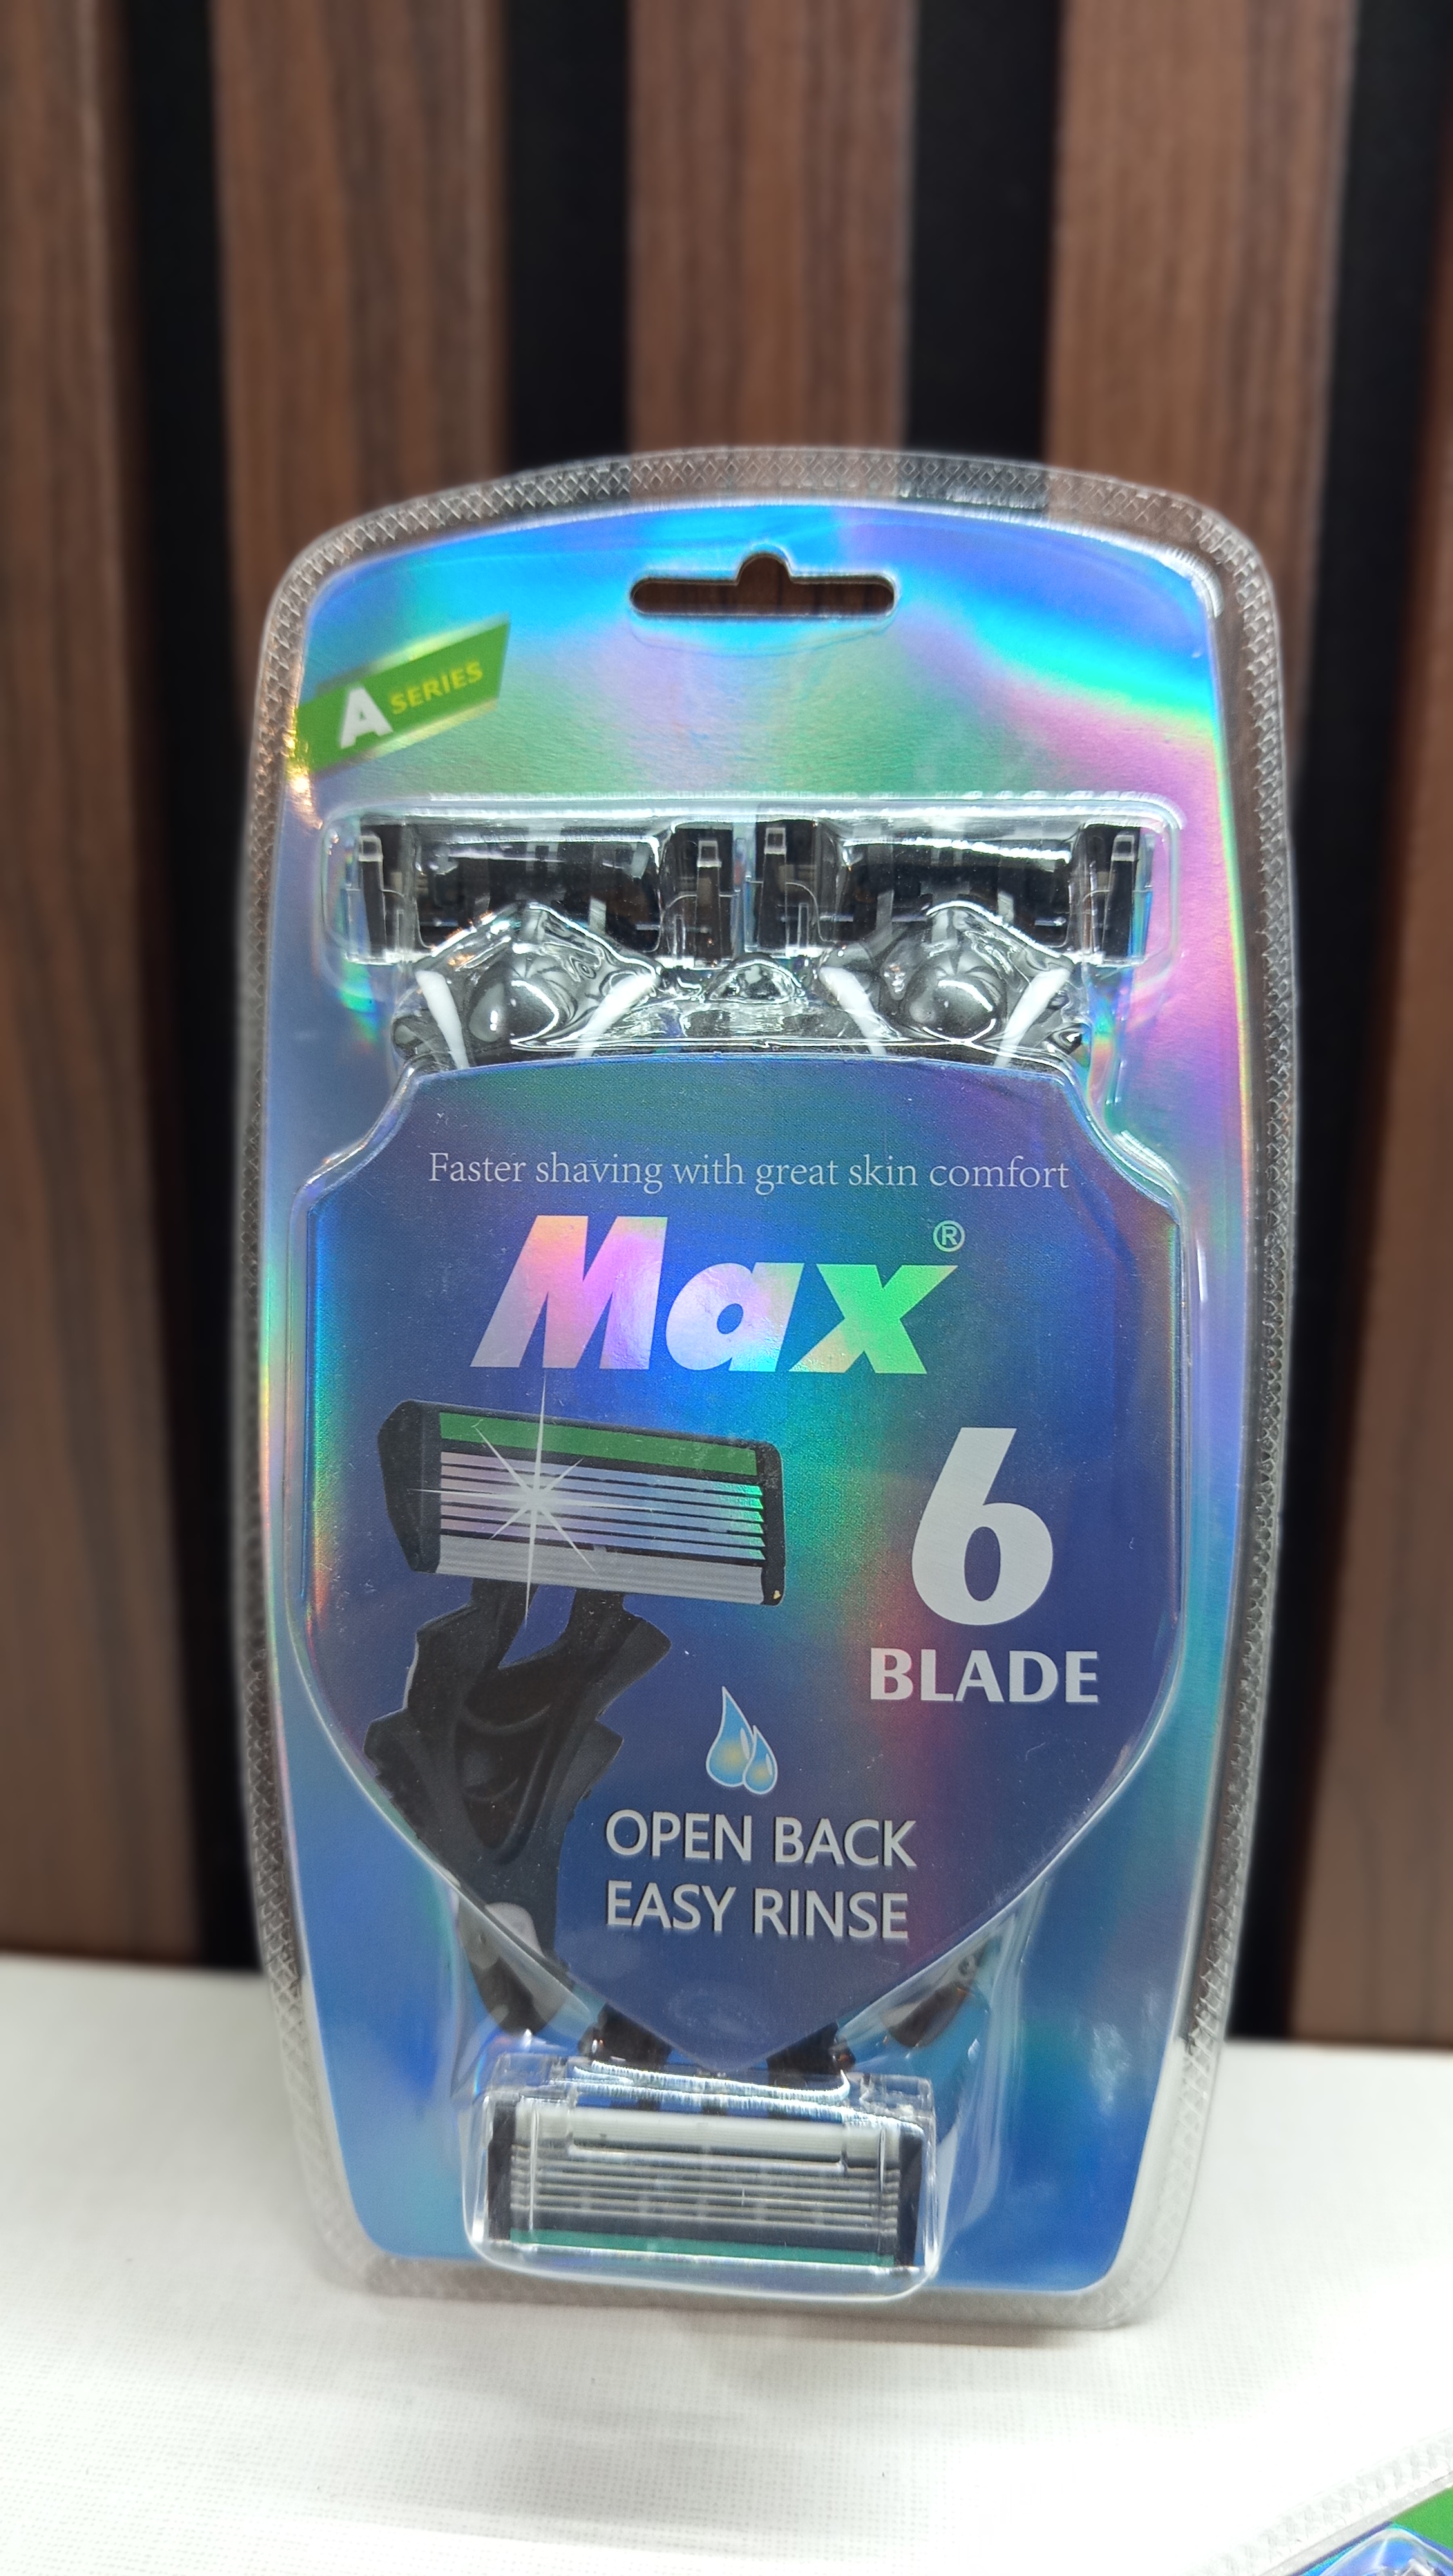 A SERIES
Faster shaving with great skin comfort
Max®
6
BLADE
OPEN BACK
EASY RINSE